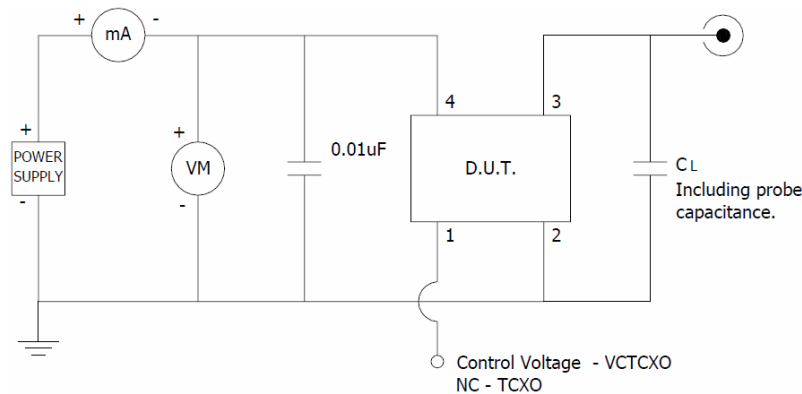 + mA -
4
3
+
POWER
SUPPLY
-
+
VM
-
0.01uF
D.U.T.
CL
Including probe
capacitance.
1
2
Control Voltage - VCTCXO
NC - TCXO